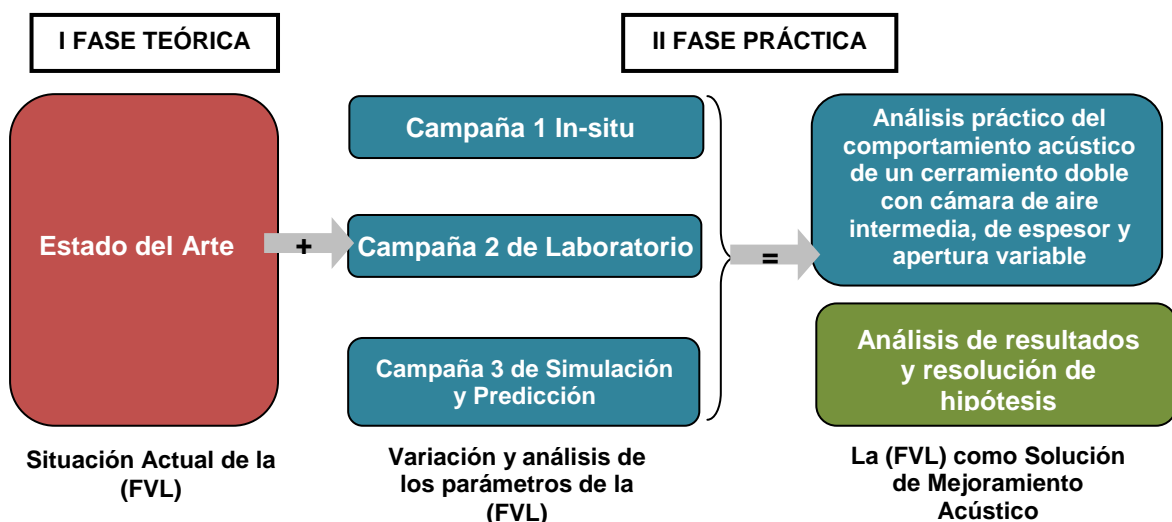 I FASE TEÓRICA
II FASE PRÁCTICA
Estado del Arte
+
Campaña 1 In-situ
Campaña 2 de Laboratorio
Campaña 3 de Simulación
y Predicción
=
Análisis práctico del
comportamiento acústico
de un cerramiento doble
con cámara de aire
intermedia, de espesor y
apertura variable
Análisis de resultados
y resolución de
hipótesis
Situación Actual de la
(FVL)
Variación y análisis de
los parámetros de la
(FVL)
La (FVL) como Solución
de Mejoramiento
Acústico